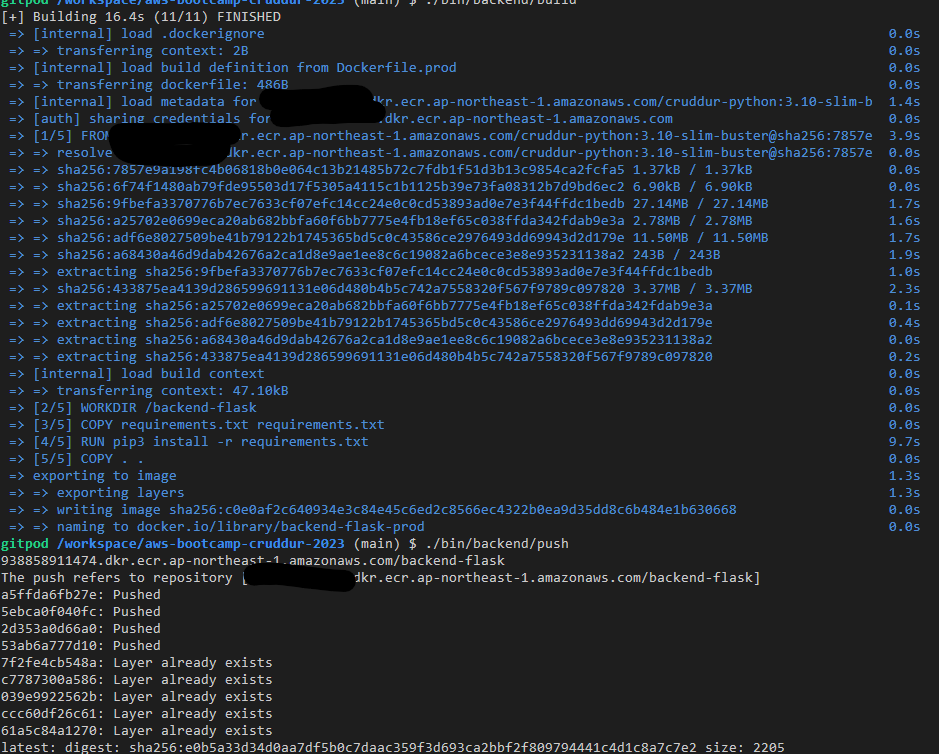 gitpod /workspace/aws-bootcamp-cruddur-2023 (main) $ ./bin/backend/build
[+] Building 16.4s (11/11) FINISHED
=> [internal] load .dockerignore 0.0s
=> => transferring context: 2B 0.0s
=> [internal] load build definition from Dockerfile.prod 0.0s
=> => transferring dockerfile: 486B 0.0s
=> [internal] load metadata for dkr.ecr.ap-northeast-1.amazonaws.com/cruddur-python:3.10-slim-b 1.4s
=> [auth] sharing credentials for dkr.ecr.ap-northeast-1.amazonaws.com 0.0s
=> [1/5] FROM r.ecr.ap-northeast-1.amazonaws.com/cruddur-python:3.10-slim-buster@sha256:7857e 3.9s
=> => resolve dkr.ecr.ap-northeast-1.amazonaws.com/cruddur-python:3.10-slim-buster@sha256:7857e 0.0s
=> => sha256:7857e9a198fc4b06818b0e064c13b21485b72c7fdb1f51d3b13c9854ca2fcfa5 1.37kB / 1.37kB 0.0s
=> => sha256:6f74f1480ab79fde95503d17f5305a4115c1b1125b39e73fa08312b7d9bd6ec2 6.90kB / 6.90kB 0.0s
=> => sha256:9fbefa3370776b7ec7633cf07efc14cc24e0c0cd53893ad0e7e3f44ffdc1bedb 27.14MB / 27.14MB 1.7s
=> => sha256:a25702e0699eca20ab682bbfa60f6bb7775e4fb18ef65c038ffda342fdab9e3a 2.78MB / 2.78MB 1.6s
=> => sha256:adf6e8027509be41b79122b1745365bd5c0c43586ce2976493dd69943d2d179e 11.50MB / 11.50MB 1.7s
=> => sha256:a68430a46d9dab42676a2ca1d8e9ae1ee8c6c19082a6bcece3e8e935231138a2 243B / 243B 1.9s
=> => extracting sha256:9fbefa3370776b7ec7633cf07efc14cc24e0c0cd53893ad0e7e3f44ffdc1bedb 1.0s
=> => sha256:433875ea4139d286599691131e06d480b4b5c742a7558320f567f9789c097820 3.37MB / 3.37MB 2.3s
=> => extracting sha256:a25702e0699eca20ab682bbfa60f6bb7775e4fb18ef65c038ffda342fdab9e3a 0.1s
=> => extracting sha256:adf6e8027509be41b79122b1745365bd5c0c43586ce2976493dd69943d2d179e 0.4s
=> => extracting sha256:a68430a46d9dab42676a2ca1d8e9ae1ee8c6c19082a6bcece3e8e935231138a2 0.0s
=> => extracting sha256:433875ea4139d286599691131e06d480b4b5c742a7558320f567f9789c097820 0.2s
=> [internal] load build context 0.0s
=> => transferring context: 47.10kB 0.0s
=> [2/5] WORKDIR /backend-flask 0.0s
=> [3/5] COPY requirements.txt requirements.txt 0.0s
=> [4/5] RUN pip3 install -r requirements.txt 9.7s
=> [5/5] COPY . . 0.0s
=> exporting to image 1.3s
=> => exporting layers 1.3s
=> => writing image sha256:c0e0af2c640934e3c84e45c6ed2c8566ec4322b0ea9d35dd8c6b484e1b630668 0.0s
=> => naming to docker.io/library/backend-flask-prod 0.0s
gitpod /workspace/aws-bootcamp-cruddur-2023 (main) $ ./bin/backend/push
938858911474.dkr.ecr.ap-northeast-1.amazonaws.com/backend-flask
The push refers to repository [dkr.ecr.ap-northeast-1.amazonaws.com/backend-flask]
a5ffda6fb27e: Pushed
5ebca0f040fc: Pushed
2d353a0d66a0: Pushed
53ab6a777d10: Pushed
7f2fe4cb548a: Layer already exists
c7787300a586: Layer already exists
039e9922562b: Layer already exists
ccc60df26c61: Layer already exists
61a5c84a1270: Layer already exists
latest: digest: sha256:e0b5a33d34d0aa7df5b0c7daac359f3d693ca2bbf2f809794441c4d1c8a7c7e2 size: 2205